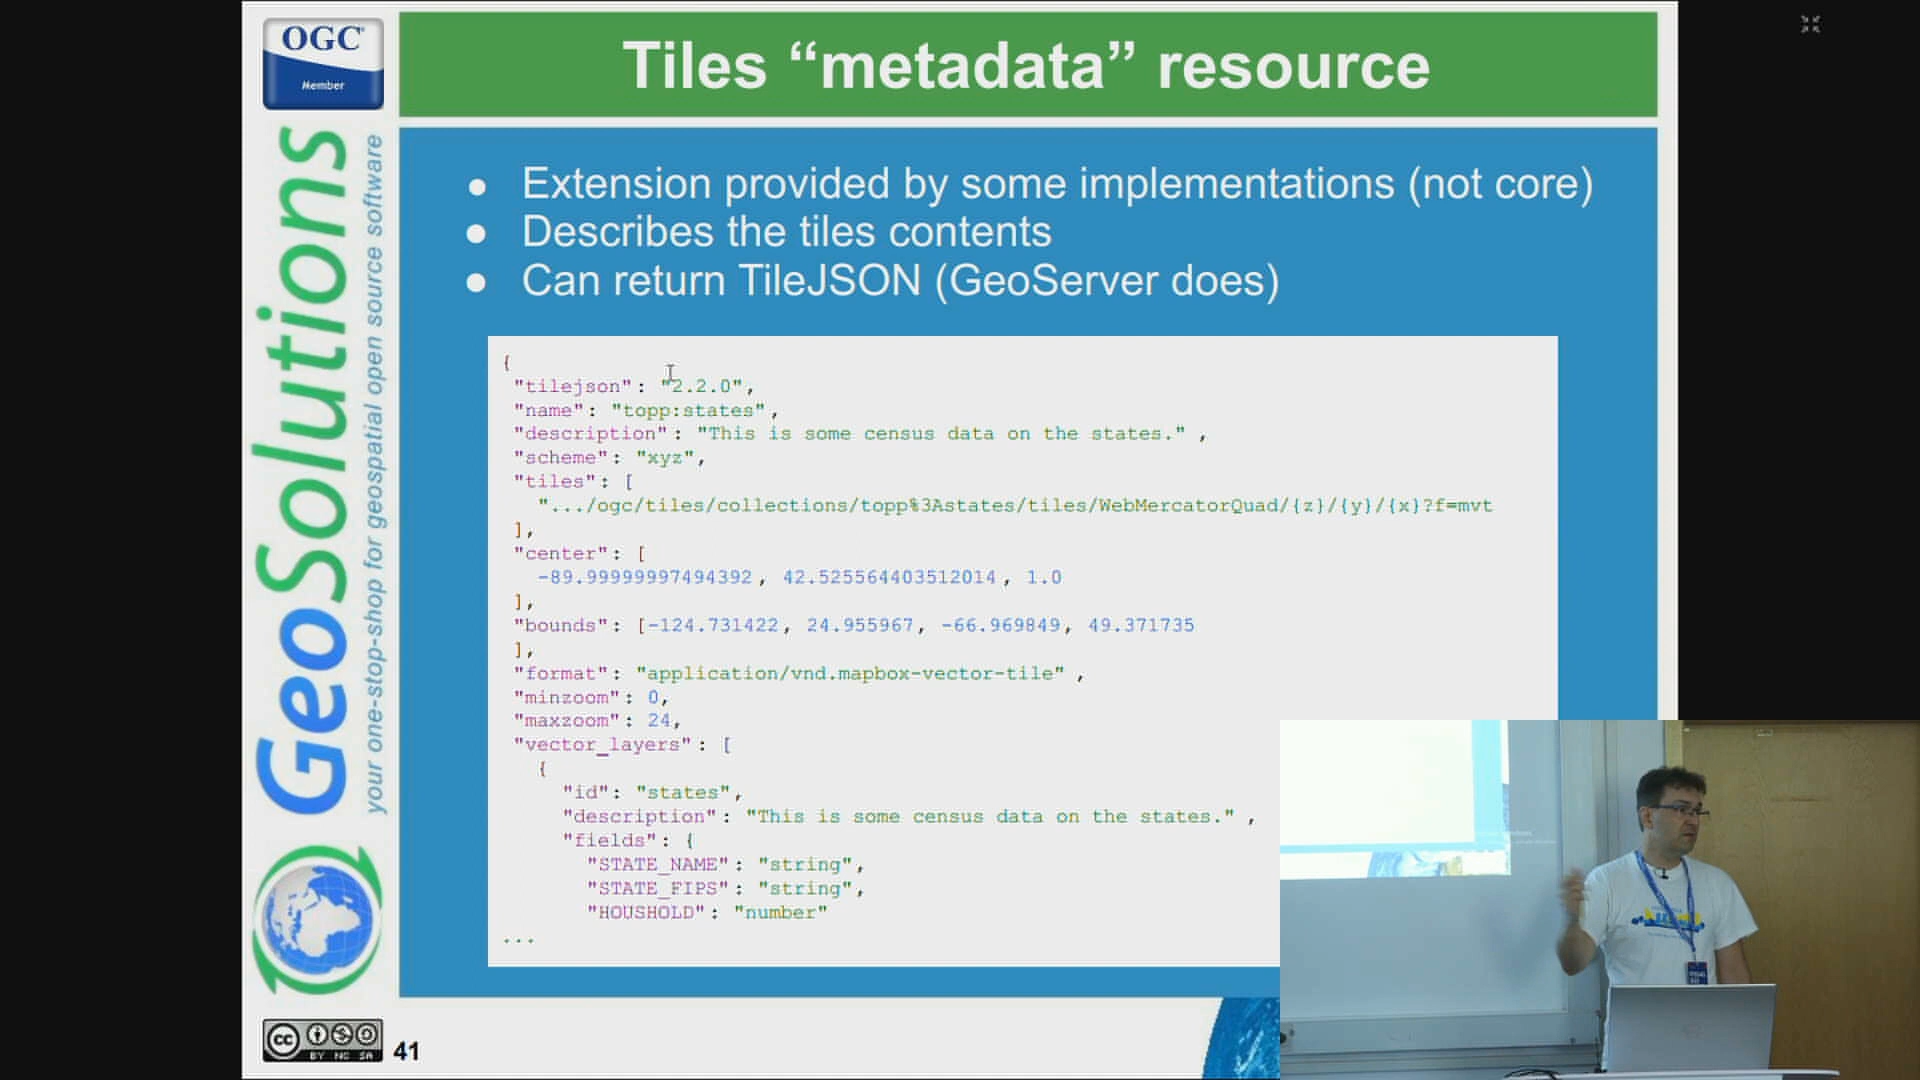 OGC
Member
GeoSolutions
your one-stop-shop for geospatial open source software
Tiles “metadata” resource
● Extension provided by some implementations (not core)
● Describes the tiles contents
● Can return TileJSON (GeoServer does)
{
"tilejson": "2.2.0",
"name": "topp:states",
"description": "This is some census data on the states." ,
"scheme": "xyz",
"tiles": [
".../ogc/tiles/collections/topp%3Astates/tiles/WebMercatorQuad/{z}/{y}/{x}?f=mvt
],
"center": [
-89.99999997494392, 42.525564403512014, 1.0
],
"bounds": [-124.731422, 24.955967, -66.969849, 49.371735
],
"format": "application/vnd.mapbox-vector-tile" ,
"minzoom": 0,
"maxzoom": 24,
"vector_layers": [
{
"id": "states",
"description": "This is some census data on the states." ,
"fields": {
"STATE_NAME": "string",
"STATE_FIPS": "string",
"HOUSHOLD": "number"
...
CC BY NC SA
41